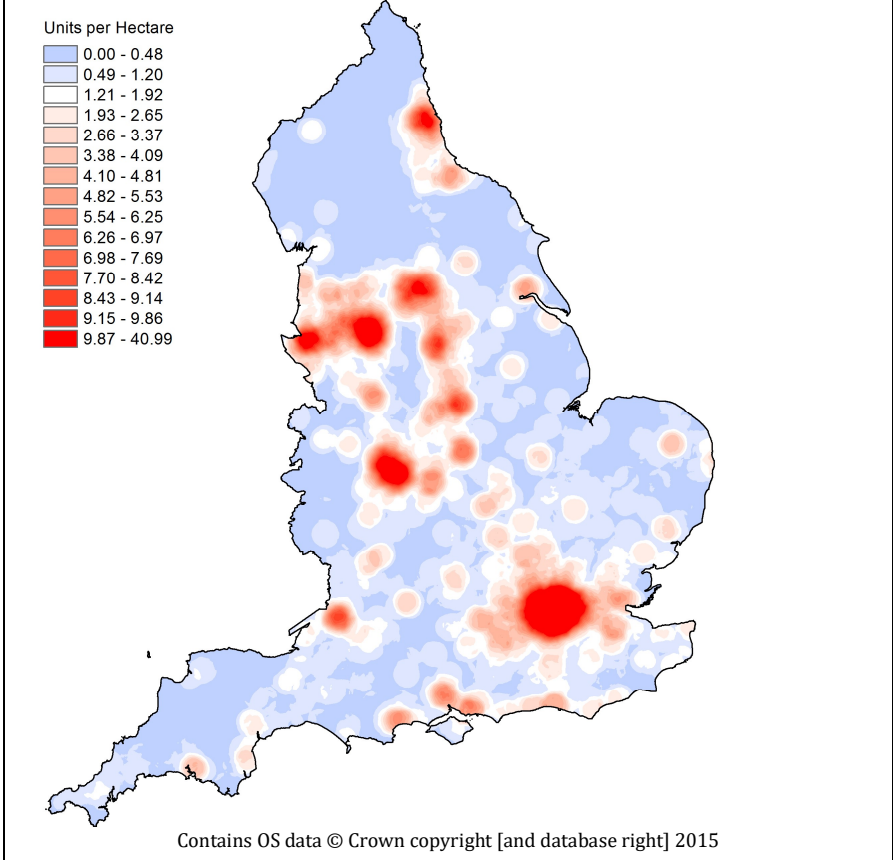 Units per Hectare
0.00 - 0.48
0.49 - 1.20
1.21 - 1.92
1.93 - 2.65
2.66 - 3.37
3.38 - 4.09
4.10 - 4.81
4.82 - 5.53
5.54 - 6.25
6.26 - 6.97
6.98 - 7.69
7.70 - 8.42
8.43 - 9.14
9.15 - 9.86
9.87 - 40.99
Contains OS data © Crown copyright [and database right] 2015